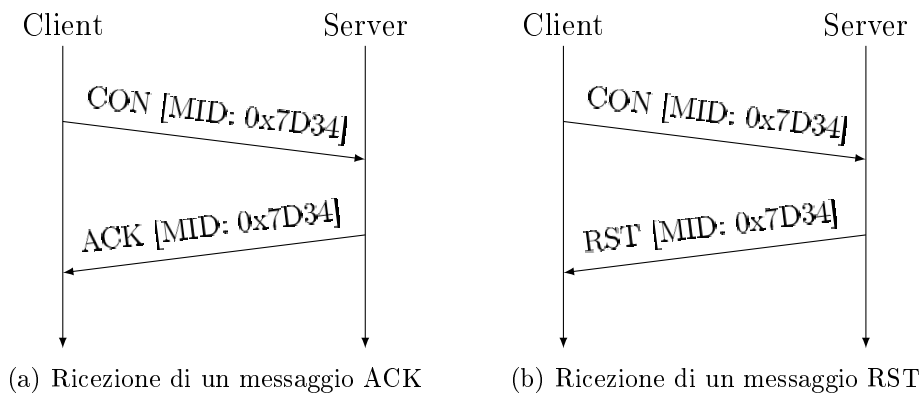 Client Server
CON [MID: 0x7D34]
ACK [MID: 0x7D34]
(a) Ricezione di un messaggio ACK
Client Server
CON [MID: 0x7D34]
RST [MID: 0x7D34]
(b) Ricezione di un messaggio RST